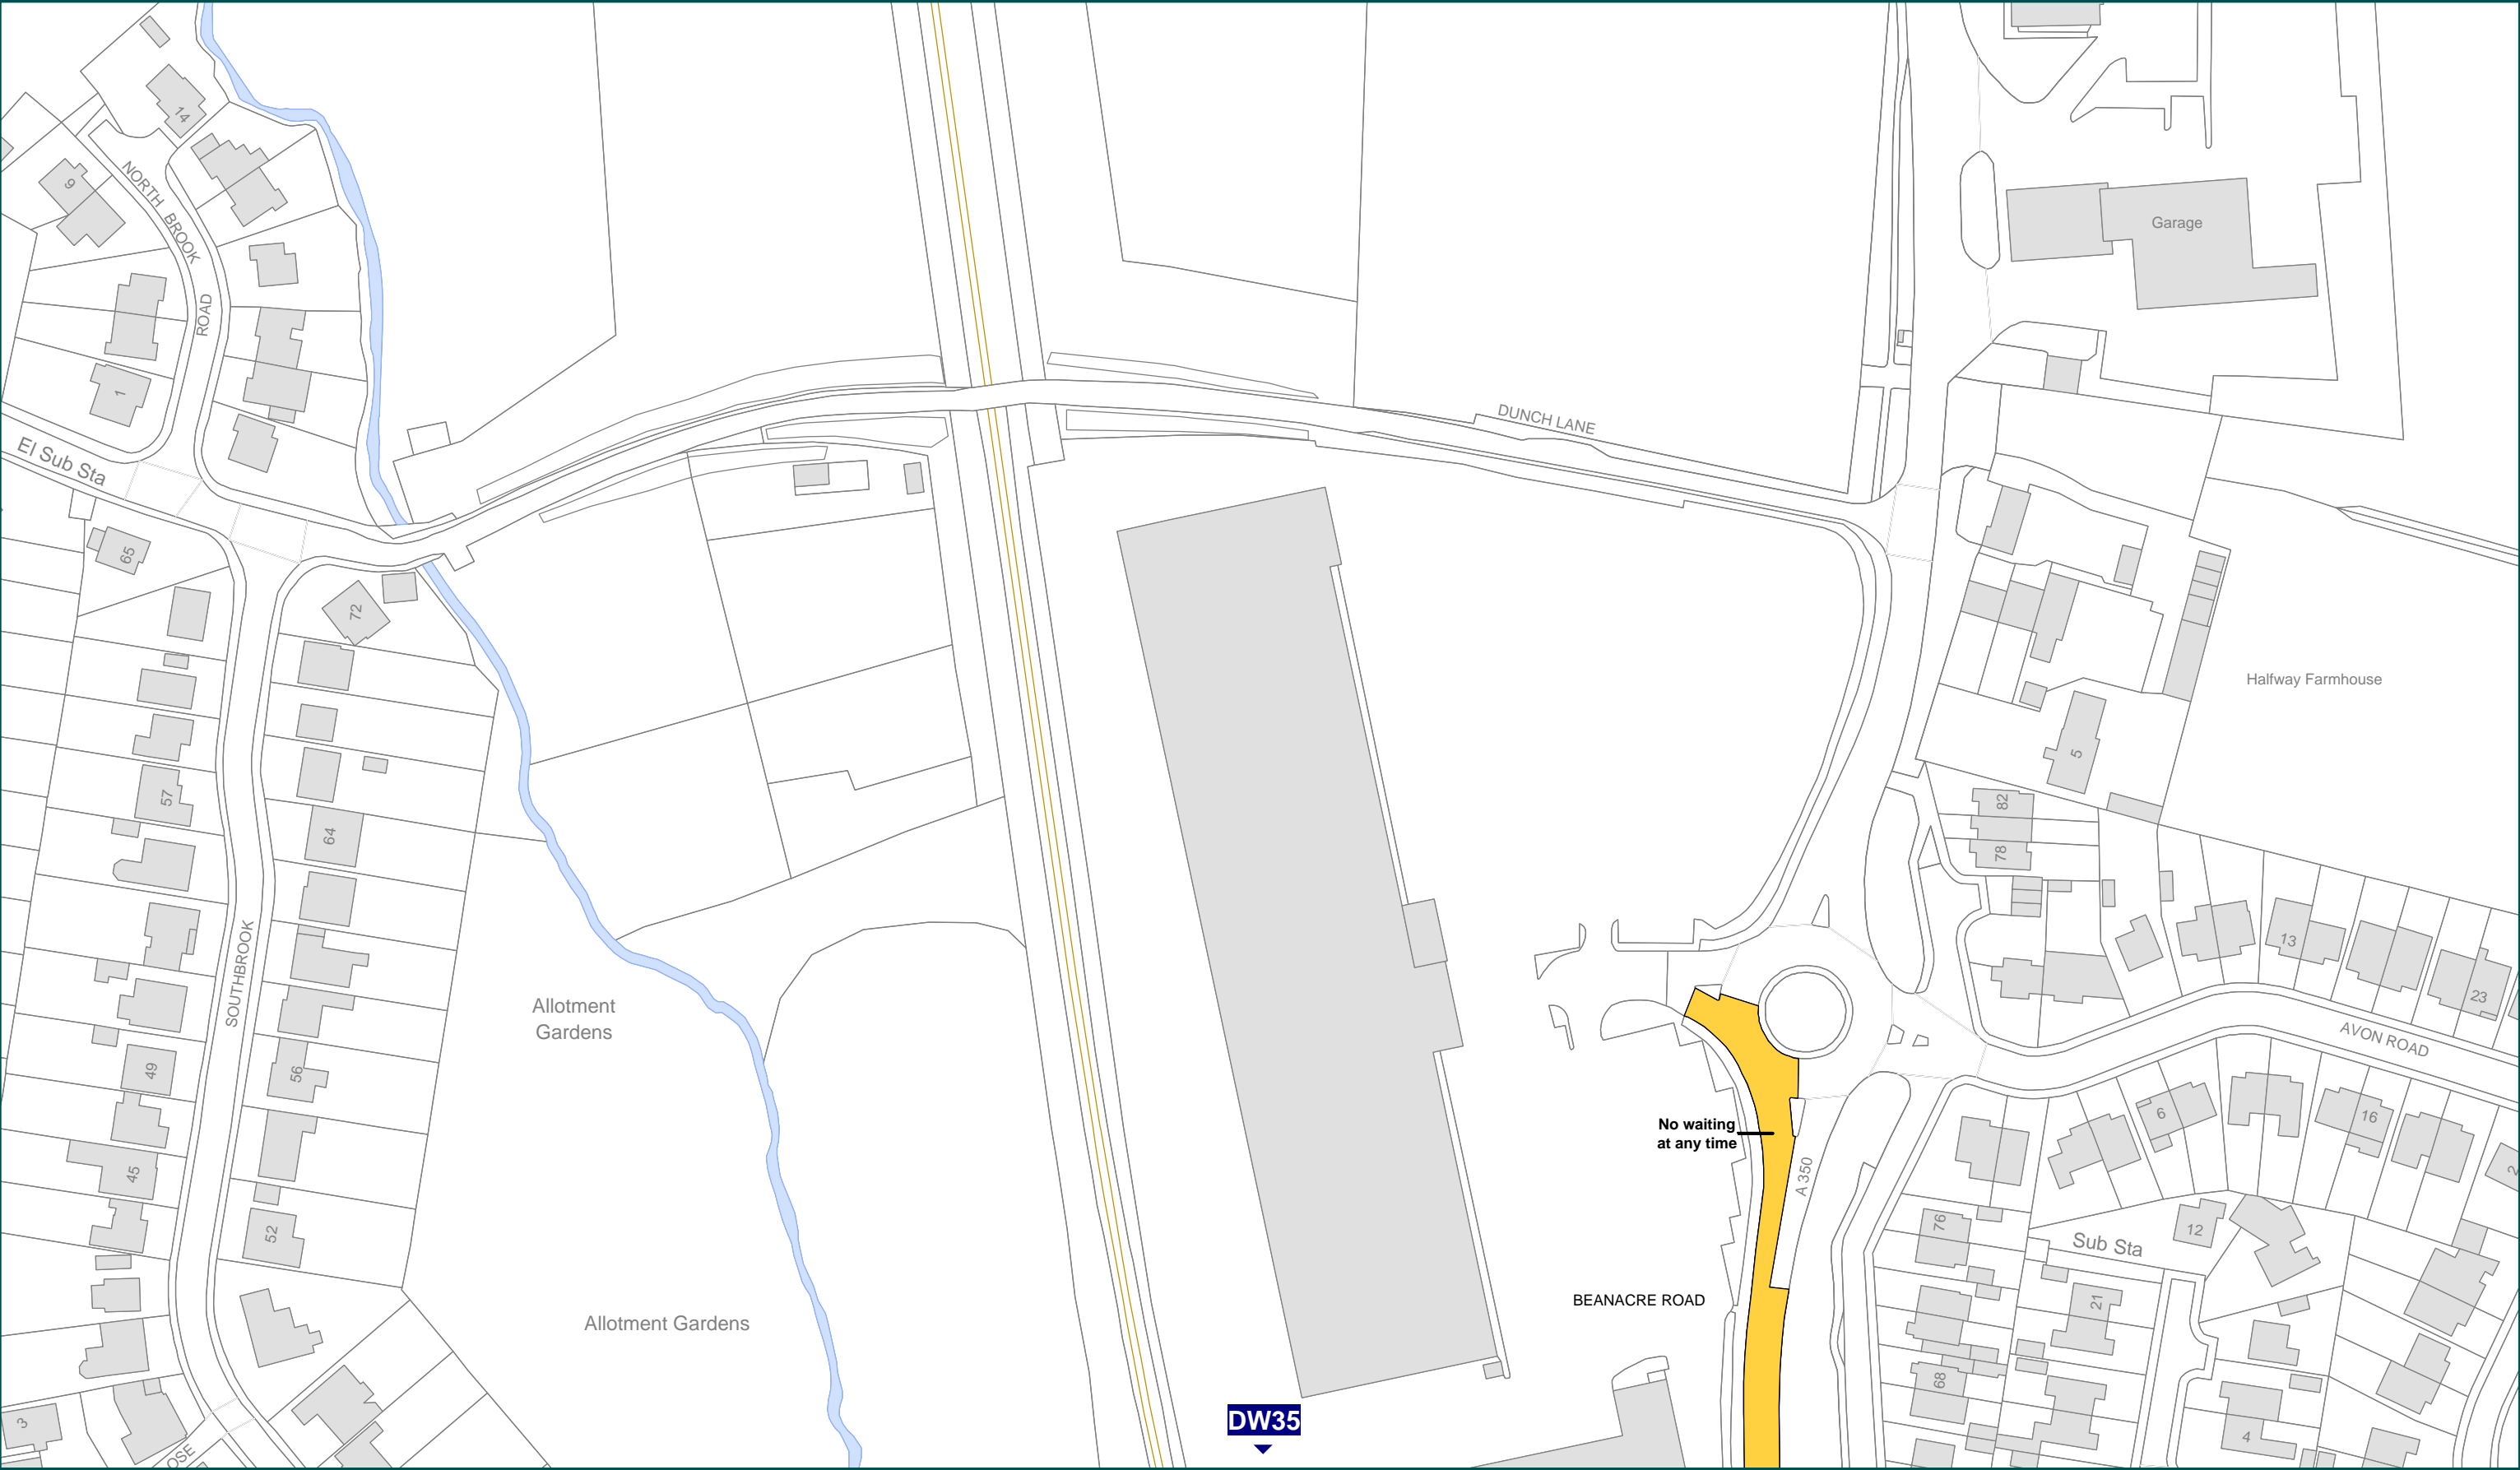 14
9
NORTH BROOK
ROAD
1
El Sub Sta
65
72
57
64
SOUTHBROOK
49
56
45
52
3
OSE
Allotment
Gardens
Allotment Gardens
DUNCH LANE
Garage
Halfway Farmhouse
5
82
78
13
23
AVON ROAD
No waiting
at any time
A 350
BEANACRE ROAD
6
16
2
76
12
Sub Sta
21
68
4
DW35